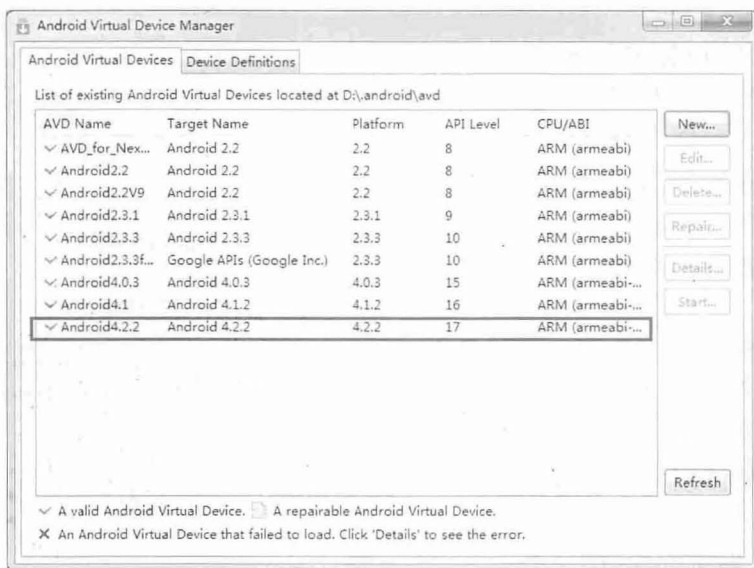 Android Virtual Device Manager
Android Virtual Devices Device Definitions
List of existing Android Virtual Devices located at D:\.android\avd
AVD Name Target Name Platform API Level CPU/ABI New...
AVD_for_Nex... Android 2.2 2.2 8 ARM (armeabi)
Edit...
Android2.2 Android 2.2 2.2 8 ARM (armeabi)
Android2.2V9 Android 2.2 2.2 8 ARM (armeabi) Delete...
Android2.3.1 Android 2.3.1 2.3.1 9 ARM (armeabi)
Repair...
Android2.3.3 Android 2.3.3 2.3.3 10 ARM (armeabi)
Android2.3.3f... Google APIs (Google Inc.) 2.3.3 10 ARM (armeabi)
Details...
Android4.0.3 Android 4.0.3 4.0.3 15 ARM (armeabi-...
Android4.1 Android 4.1.2 4.1.2 16 ARM (armeabi-... Start...
Android4.2.2 Android 4.2.2 4.2.2 17 ARM (armeabi-...
Refresh
A valid Android Virtual Device. A repairable Android Virtual Device.
An Android Virtual Device that failed to load. Click 'Details' to see the error.